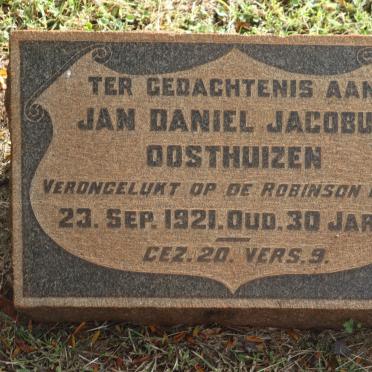 TER GEDACHTENIS AAN
JAN DANIEL JACOBU
OOSTHUIZEN
VERONGELUKT OP DE ROBINSON
23. SEP. 1921. OUD. 30 JAR
GEZ. 20. VERS. 9.